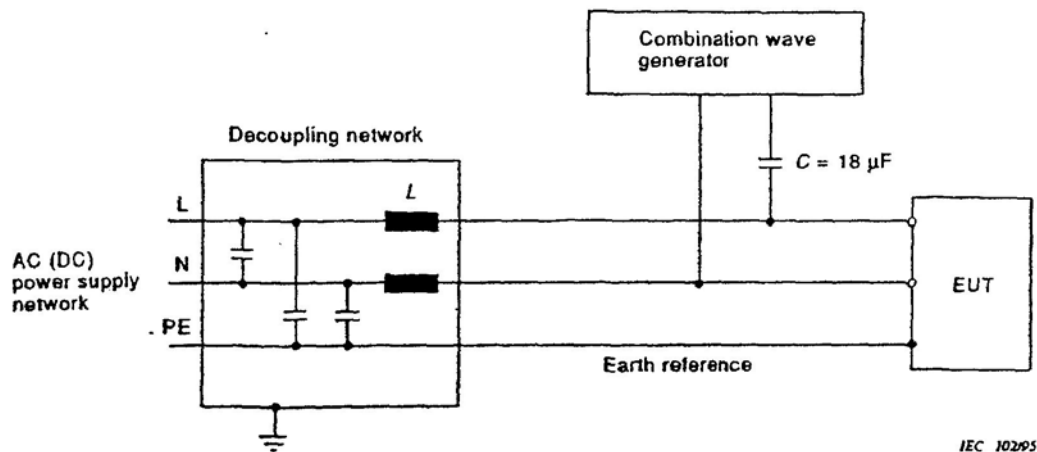 Combination wave
generator
Decoupling network
C = 18 µF
L
L
AC (DC)
power supply
network
N
EUT
. PE
Earth reference
IEC 102/95